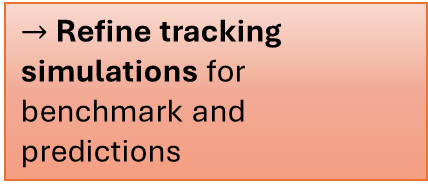 → Refine tracking
simulations for
benchmark and
predictions